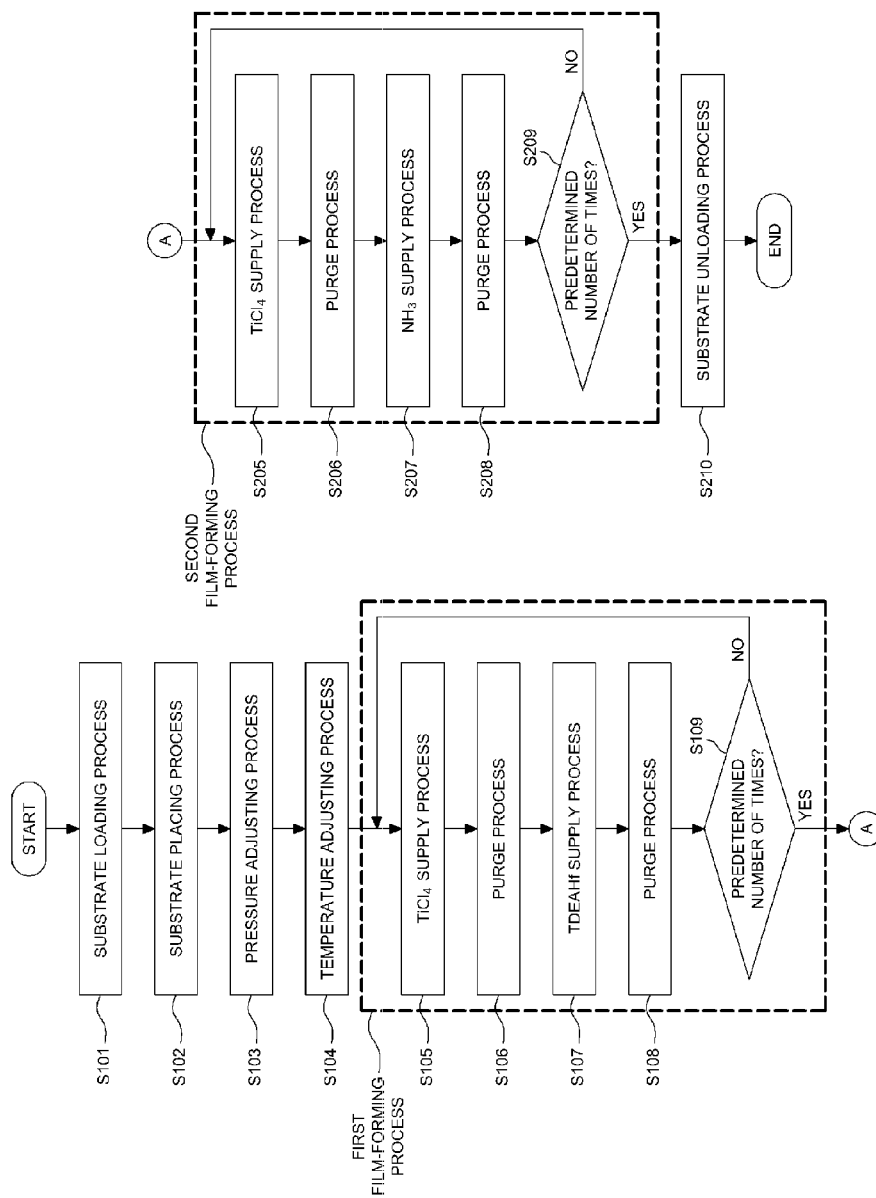 START
S101
SUBSTRATE LOADING PROCESS
S102
SUBSTRATE PLACING PROCESS
S103
PRESSURE ADJUSTING PROCESS
S104
TEMPERATURE ADJUSTING PROCESS
FIRST
FILM-FORMING
PROCESS
S105
TiCl₄ SUPPLY PROCESS
S106
PURGE PROCESS
S107
TDEAHf SUPPLY PROCESS
S108
PURGE PROCESS
S109
PREDETERMINED
NUMBER OF TIMES?
NO
YES
A
A
SECOND
FILM-FORMING
PROCESS
S205
TiCl₄ SUPPLY PROCESS
S206
PURGE PROCESS
S207
NH₃ SUPPLY PROCESS
S208
PURGE PROCESS
S209
PREDETERMINED
NUMBER OF TIMES?
NO
YES
S210
SUBSTRATE UNLOADING PROCESS
END